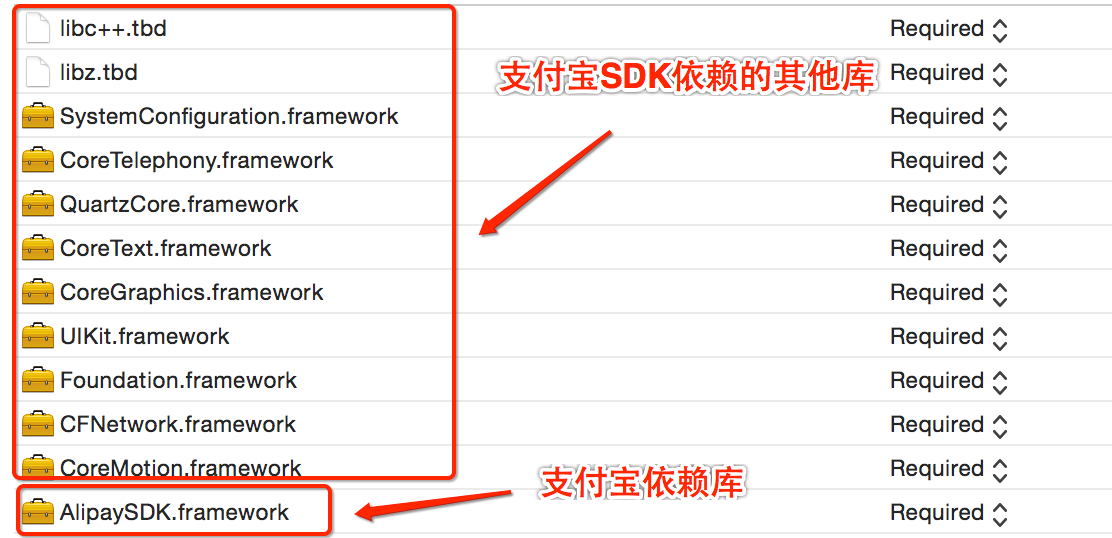 libc++.tbd Required
libz.tbd Required
支付宝SDK依赖的其他库
SystemConfiguration.framework Required
CoreTelephony.framework Required
QuartzCore.framework Required
CoreText.framework Required
CoreGraphics.framework Required
UIKit.framework Required
Foundation.framework Required
CFNetwork.framework Required
CoreMotion.framework Required
支付宝依赖库
AlipaySDK.framework Required